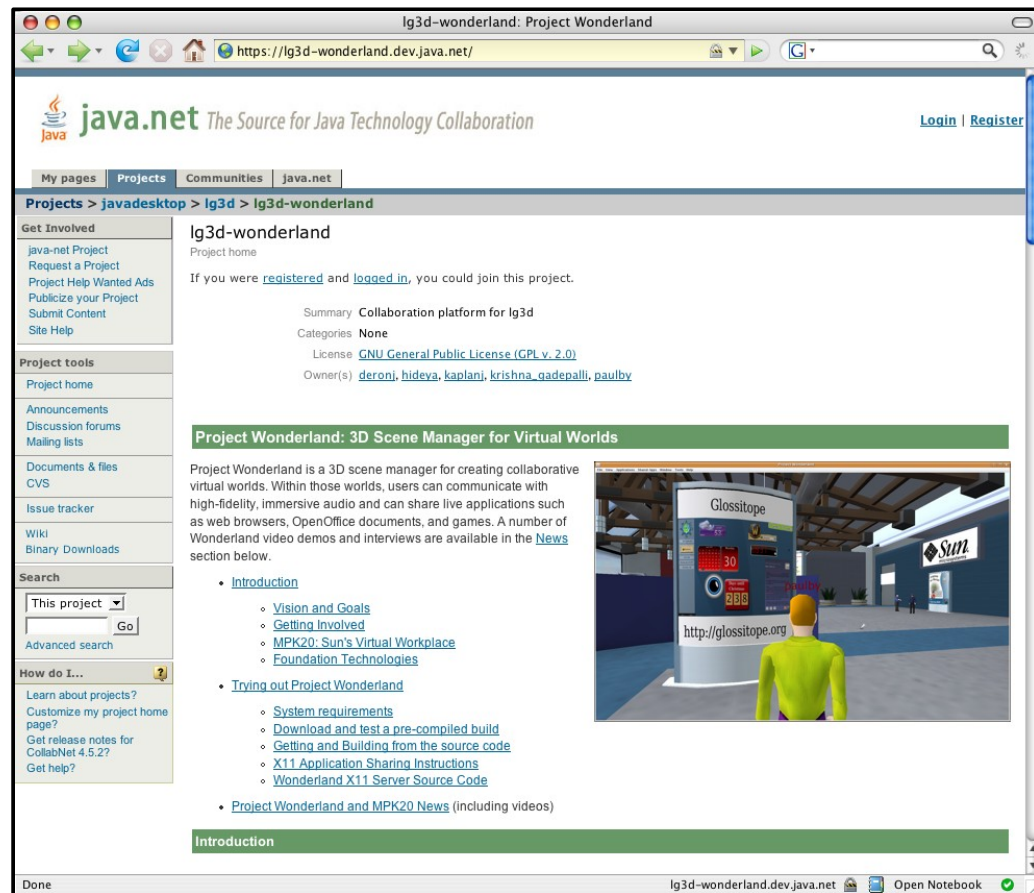 lg3d-wonderland: Project Wonderland
https://lg3d-wonderland.dev.java.net/
G
Java
java.net The Source for Java Technology Collaboration
Login | Register
My pages Projects Communities java.net
Projects > javadesktop > lg3d > lg3d-wonderland
Get Involved
java-net Project
Request a Project
Project Help Wanted Ads
Publicize your Project
Submit Content
Site Help
Project tools
Project home
Announcements
Discussion forums
Mailing lists
Documents & files
CVS
Issue tracker
Wiki
Binary Downloads
Search
This project
Go
Advanced search
How do I...
?
Learn about projects?
Customize my project home
page?
Get release notes for
CollabNet 4.5.2?
Get help?
lg3d-wonderland
Project home
If you were registered and logged in, you could join this project.
Summary Collaboration platform for lg3d
Categories None
License GNU General Public License (GPL v. 2.0)
Owner(s) deronj, hideya, kaplanj, krishna_gadepalli, paulby
Project Wonderland: 3D Scene Manager for Virtual Worlds
Project Wonderland is a 3D scene manager for creating collaborative
virtual worlds. Within those worlds, users can communicate with
high-fidelity, immersive audio and can share live applications such
as web browsers, OpenOffice documents, and games. A number of
Wonderland video demos and interviews are available in the News
section below.
• Introduction
◦ Vision and Goals
◦ Getting Involved
◦ MPK20: Sun's Virtual Workplace
◦ Foundation Technologies
• Trying out Project Wonderland
◦ System requirements
◦ Download and test a pre-compiled build
◦ Getting and Building from the source code
◦ X11 Application Sharing Instructions
◦ Wonderland X11 Server Source Code
• Project Wonderland and MPK20 News (including videos)
Glossitope
30
238
paulby
http://glossitope.org
Sun
Introduction
Done
lg3d-wonderland.dev.java.net
Open Notebook